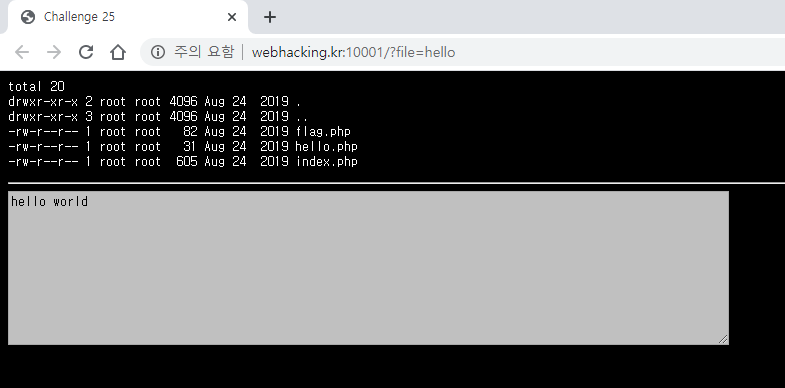 Challenge 25
주의 요함 webhacking.kr:10001/?file=hello
total 20
drwxr-xr-x 2 root root 4096 Aug 24  2019 .
drwxr-xr-x 3 root root 4096 Aug 24  2019 ..
-rw-r--r-- 1 root root   82 Aug 24  2019 flag.php
-rw-r--r-- 1 root root   31 Aug 24  2019 hello.php
-rw-r--r-- 1 root root  605 Aug 24  2019 index.php
hello world